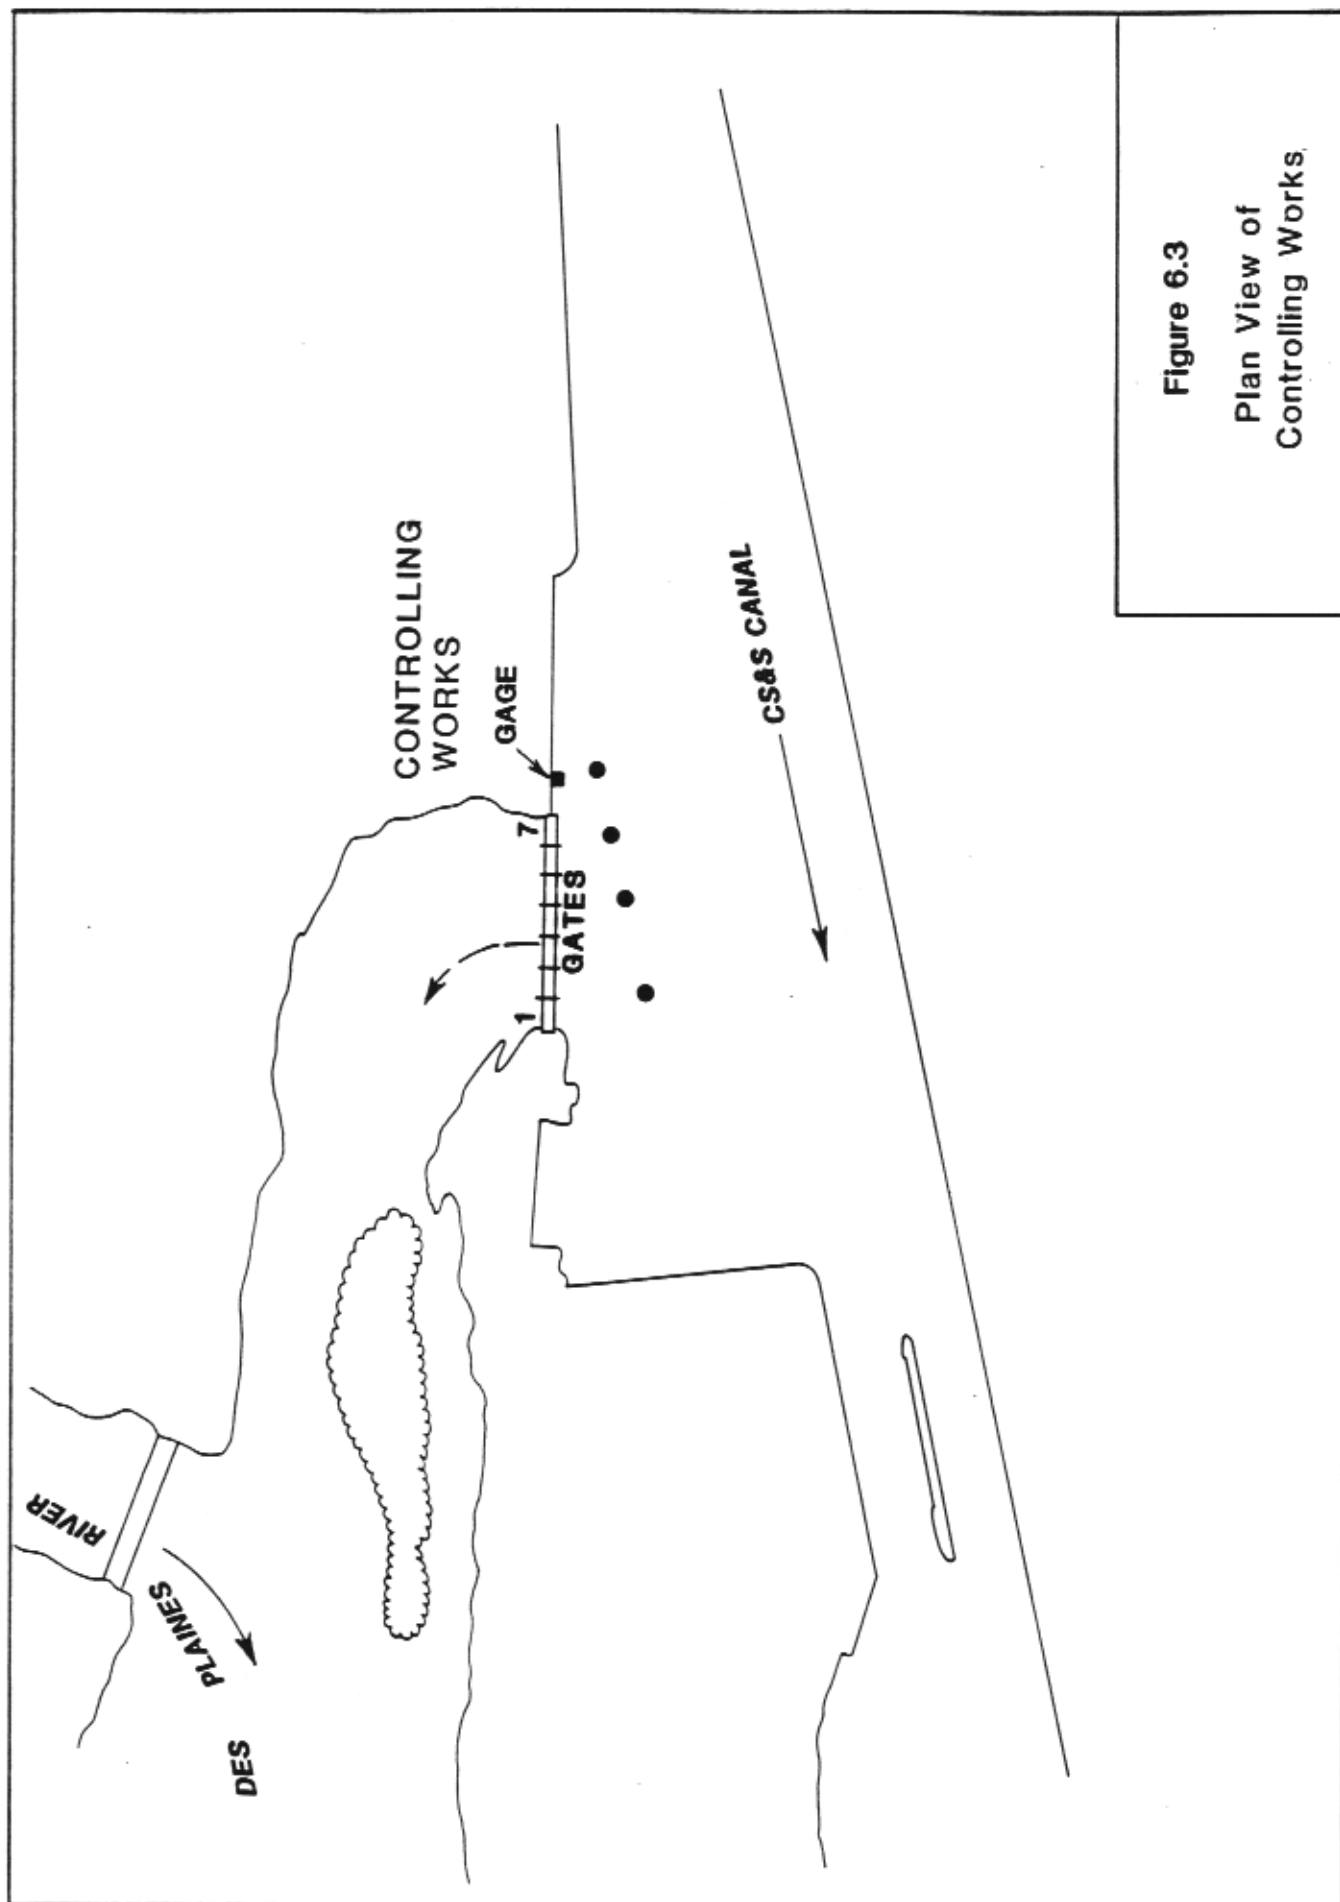 CONTROLLING
WORKS
GAGE
7
GATES
1
CS&S CANAL
RIVER
PLAINES
DES
Figure 6.3
Plan View of
Controlling Works